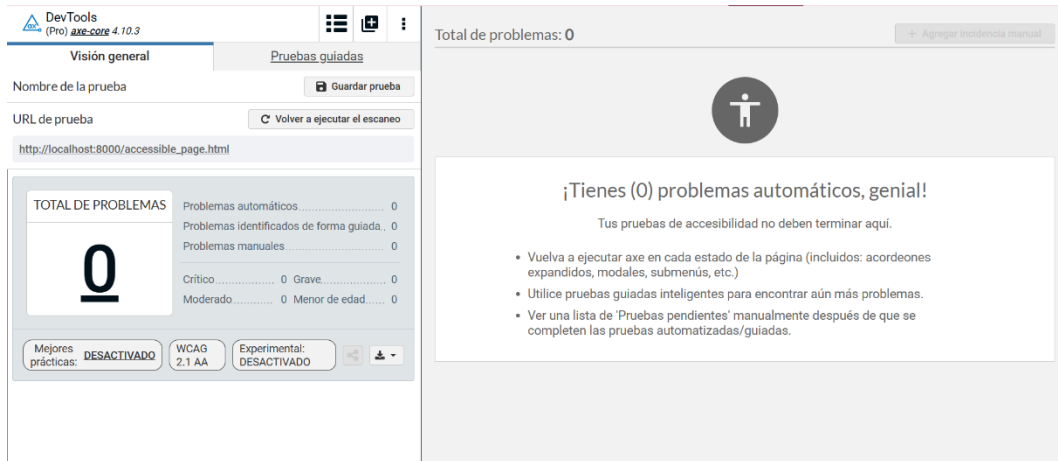 DevTools
(Pro) axe-core 4.10.3
Visión general
Pruebas guiadas
Nombre de la prueba
Guardar prueba
URL de prueba
Volver a ejecutar el escaneo
http://localhost:8000/accessible_page.html
TOTAL DE PROBLEMAS
0
Problemas automáticos 0
Problemas identificados de forma guiada.. 0
Problemas manuales 0
Crítico 0 Grave 0
Moderado 0 Menor de edad 0
Mejores prácticas: DESACTIVADO
WCAG 2.1 AA
Experimental: DESACTIVADO
Total de problemas: 0
+ Agregar incidencia manual
¡Tienes (0) problemas automáticos, genial!
Tus pruebas de accesibilidad no deben terminar aquí.
• Vuelva a ejecutar axe en cada estado de la página (incluidos: acordeones
expandidos, modales, submenús, etc.)
• Utilice pruebas guiadas inteligentes para encontrar aún más problemas.
• Ver una lista de 'Pruebas pendientes' manualmente después de que se
completen las pruebas automatizadas/guiadas.